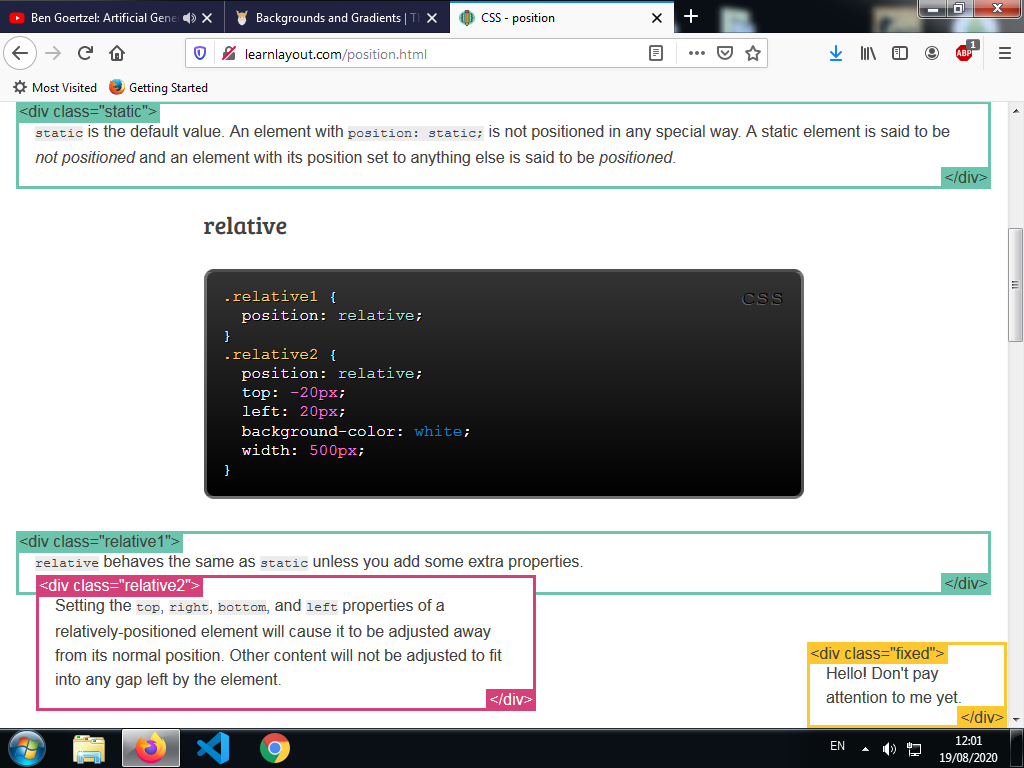 Ben Goertzel: Artificial Gene
Backgrounds and Gradients | T
CSS - position
learnlayout.com/position.html
ABP 1
Most Visited Getting Started
<div class="static">
static is the default value. An element with position: static; is not positioned in any special way. A static element is said to be
not positioned and an element with its position set to anything else is said to be positioned.
</div>
relative
CSS
.relative1 {
position: relative;
}
.relative2 {
position: relative;
top: -20px;
left: 20px;
background-color: white;
width: 500px;
}
<div class="relative1">
relative behaves the same as static unless you add some extra properties.
</div>
<div class="relative2">
Setting the top, right, bottom, and left properties of a
relatively-positioned element will cause it to be adjusted away
from its normal position. Other content will not be adjusted to fit
into any gap left by the element.
</div>
<div class="fixed">
Hello! Don't pay
attention to me yet.
</div>
EN
12:01
19/08/2020